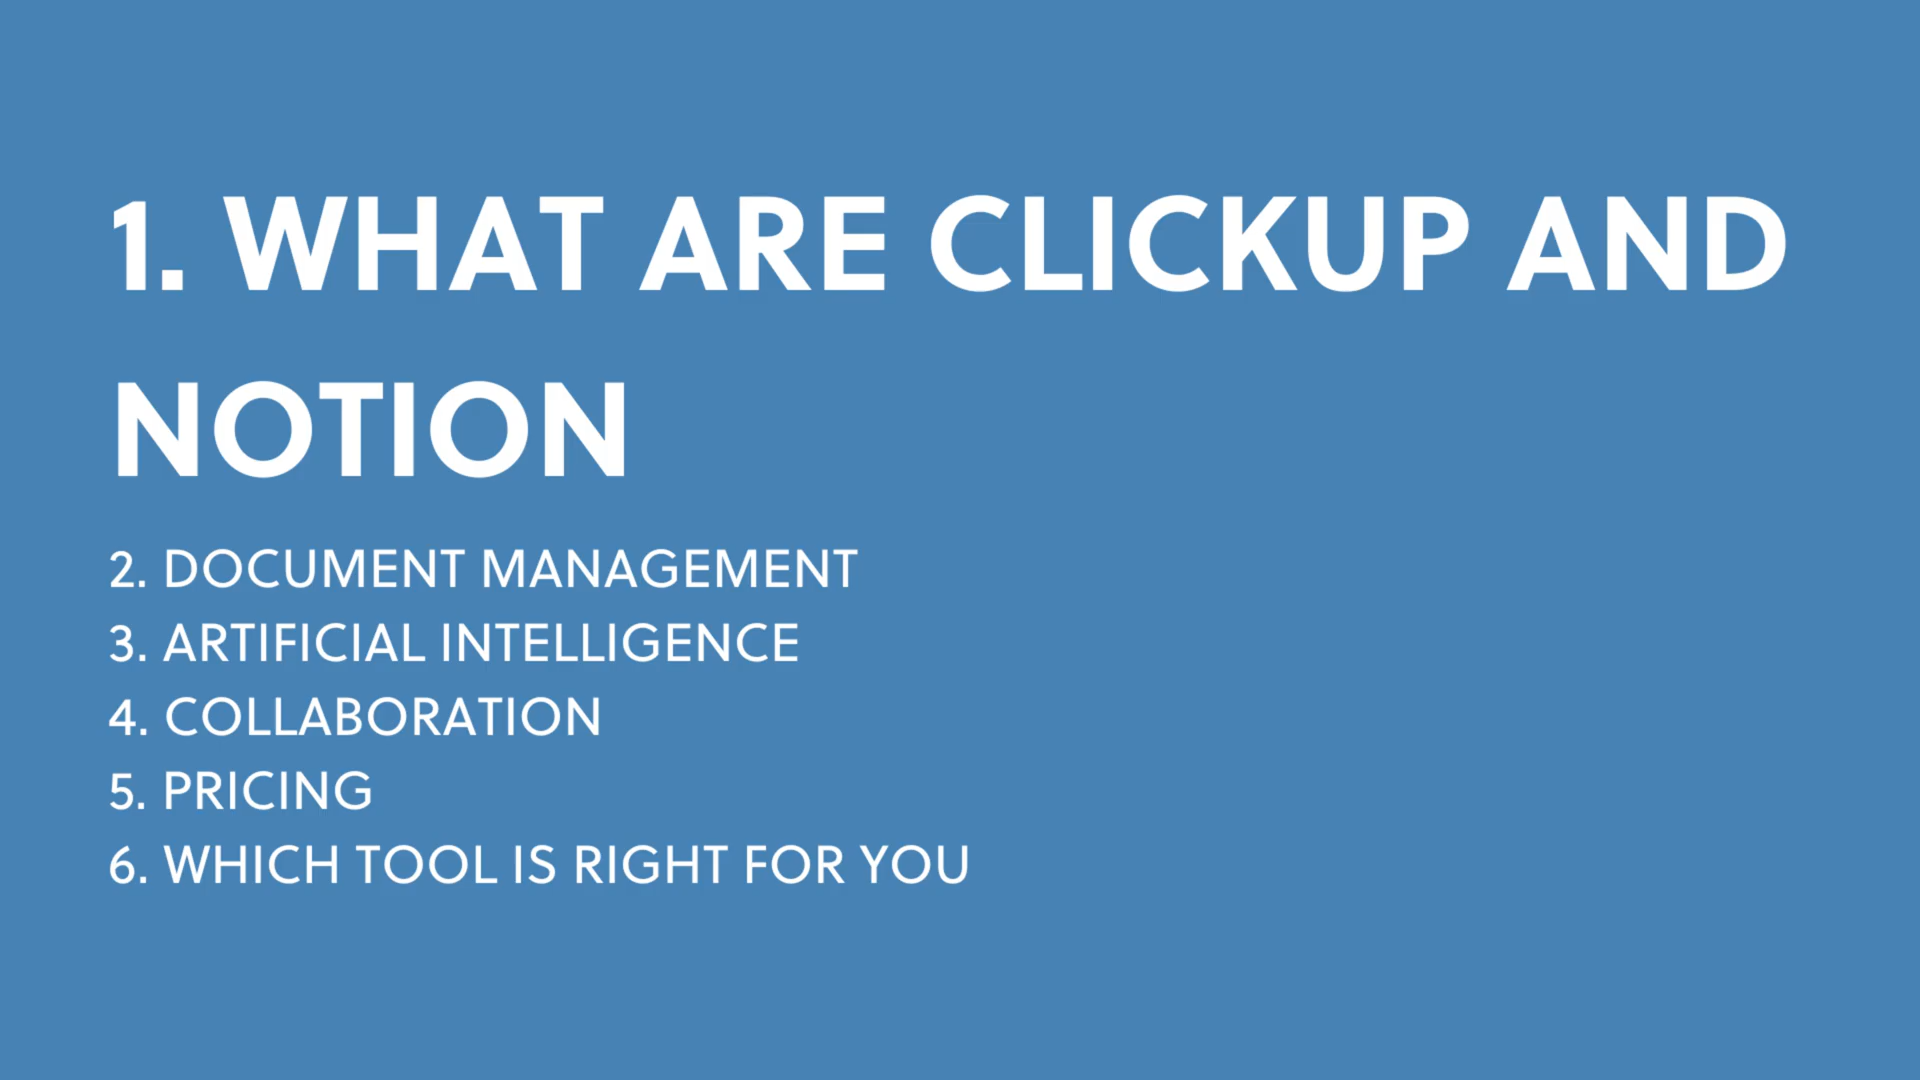 1. WHAT ARE CLICKUP AND
NOTION
2. DOCUMENT MANAGEMENT
3. ARTIFICIAL INTELLIGENCE
4. COLLABORATION
5. PRICING
6. WHICH TOOL IS RIGHT FOR YOU